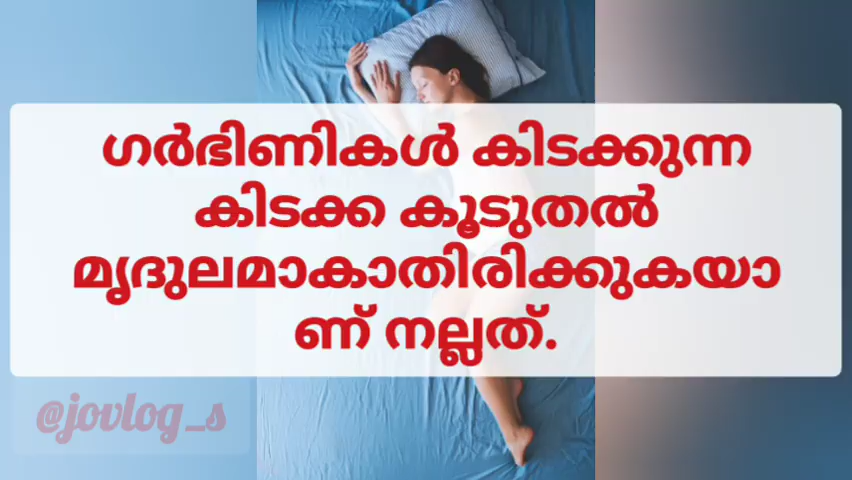 ഗർഭിണികൾ കിടക്കുന്ന
കിടക്ക കൂടുതൽ
മൃദുലമാകാതിരിക്കുകയാ
ണ് നല്ലത്.
@jovlog_s